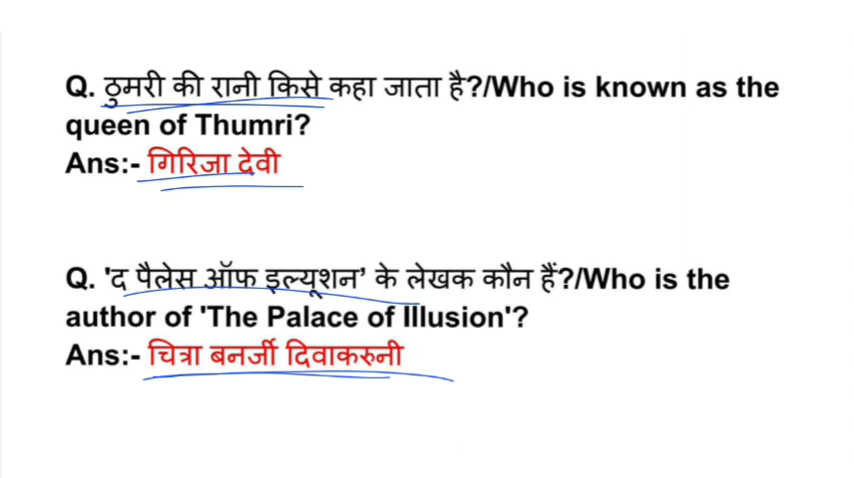 Q. ठुमरी की रानी किसे कहा जाता है?/Who is known as the
queen of Thumri?
Ans:- गिरिजा देवी
Q. 'द पैलेस ऑफ इल्यूशन’ के लेखक कौन हैं?/Who is the
author of 'The Palace of Illusion'?
Ans:- चित्रा बनर्जी दिवाकरुनी